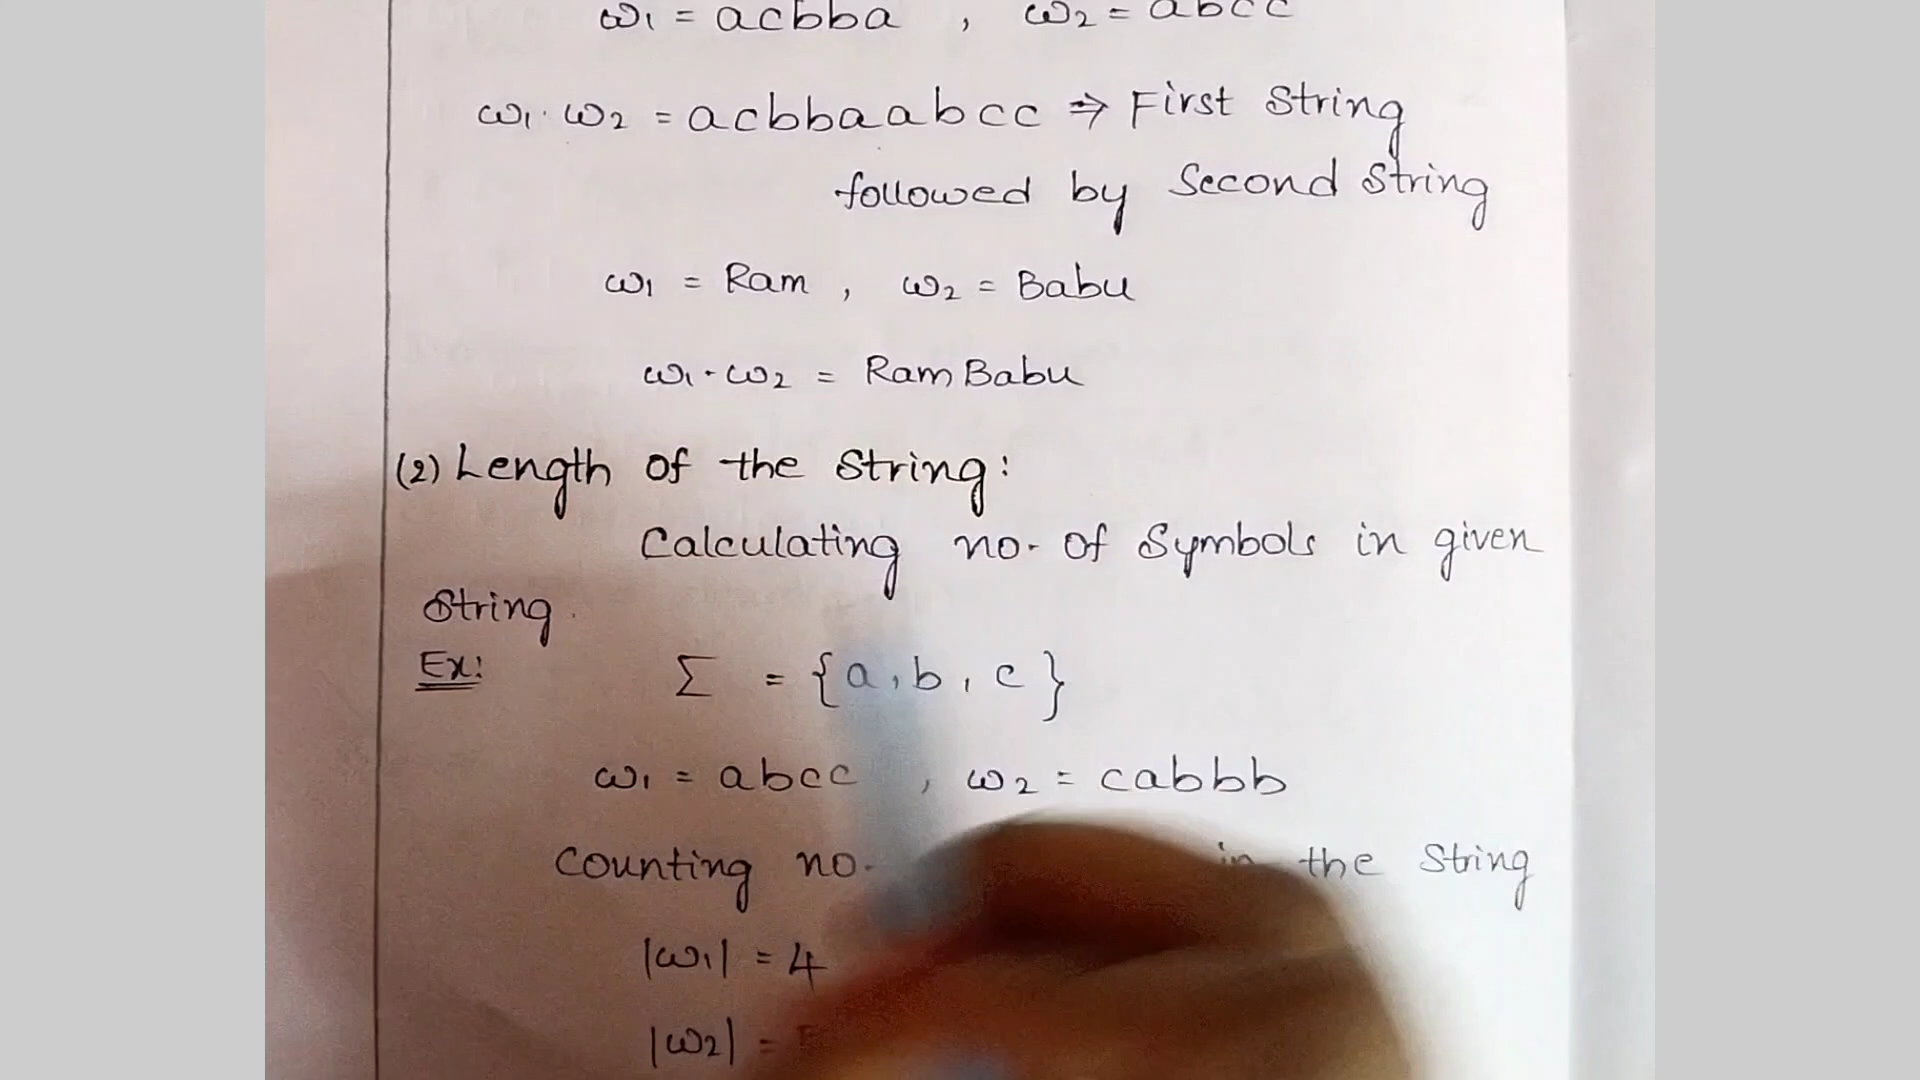 ω1 = acbba , ω2 = abcc
ω1·ω2 = acbbaabcc ⇒ First String
followed by Second String
ω1 = Ram , ω2 = Babu
ω1·ω2 = RamBabu
(2) Length of the String:
Calculating no. of Symbols in given
String.
Ex: Σ = {a, b, c}
ω1 = abcc , ω2 = cabbb
Counting no. in the String
|ω1| = 4
|ω2| =